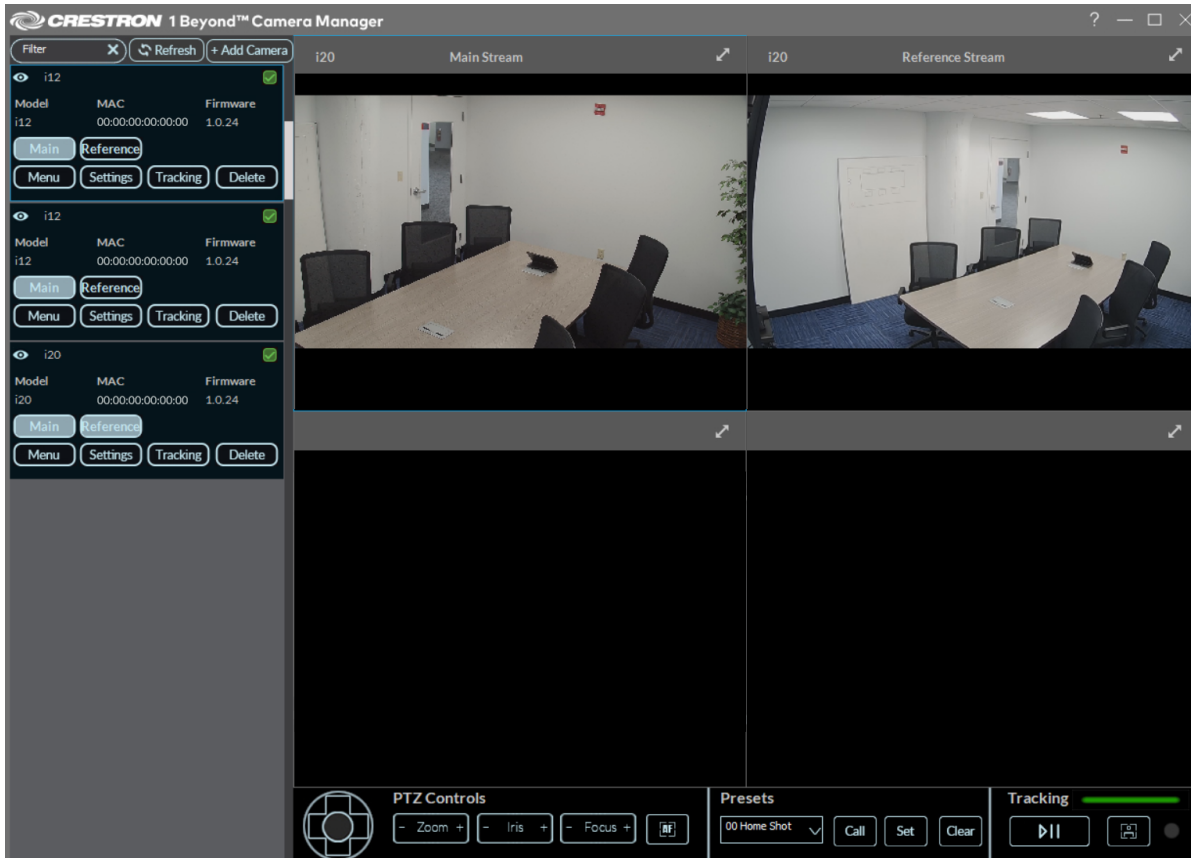 CRESTRON 1 Beyond™ Camera Manager ?
Filter Refresh + Add Camera
i12
Model MAC Firmware
i12 00:00:00:00:00:00 1.0.24
Main Reference
Menu Settings Tracking Delete
i12
Model MAC Firmware
i12 00:00:00:00:00:00 1.0.24
Main Reference
Menu Settings Tracking Delete
i20
Model MAC Firmware
i20 00:00:00:00:00:00 1.0.24
Main Reference
Menu Settings Tracking Delete
i20 Main Stream
i20 Reference Stream
PTZ Controls
- Zoom + - Iris + - Focus + AF
Presets
00 Home Shot Call Set Clear
Tracking